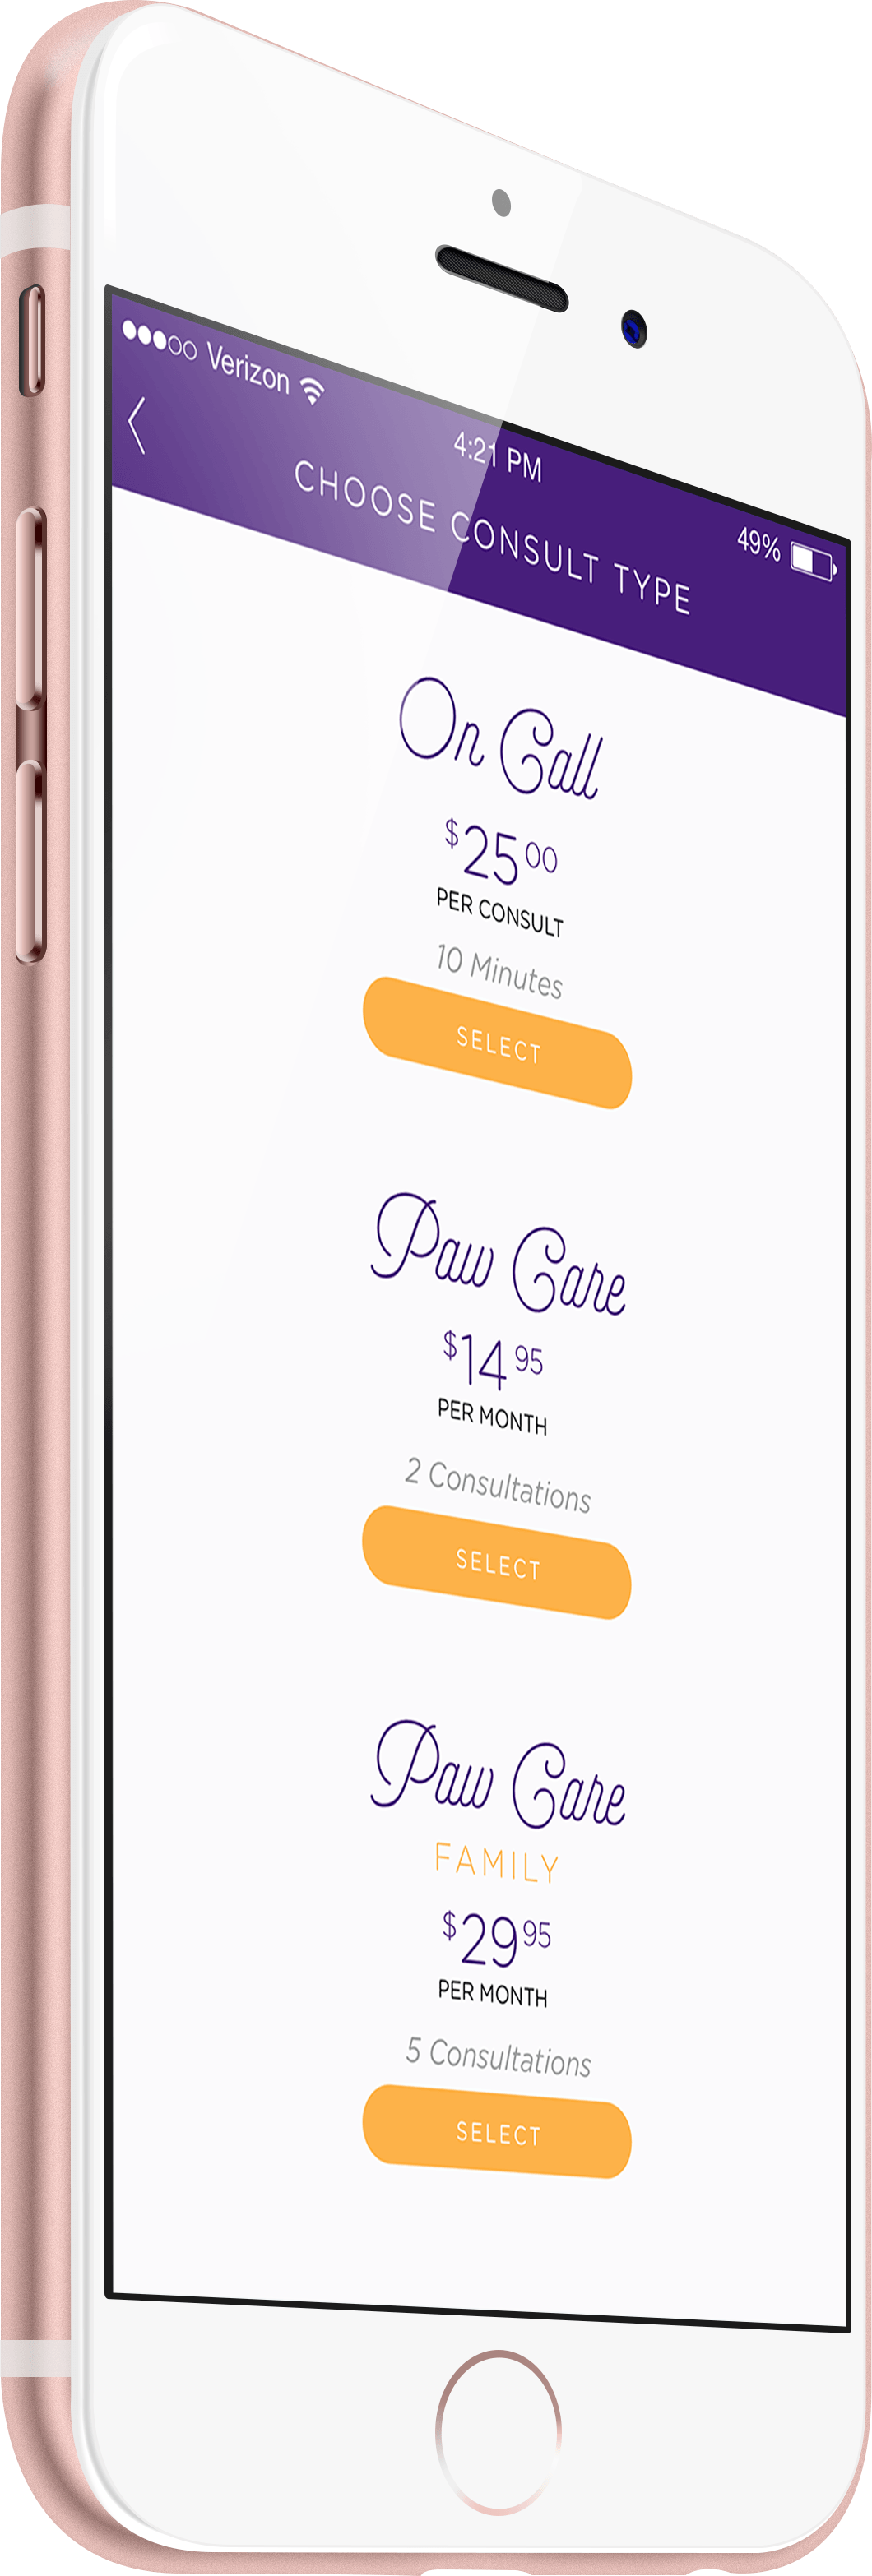 Verizon
4:21 PM
49%
CHOOSE CONSULT TYPE
On Call
$25 00
PER CONSULT
10 Minutes
SELECT
Paw Care
$14 95
PER MONTH
2 Consultations
SELECT
Paw Care
FAMILY
$29 95
PER MONTH
5 Consultations
SELECT